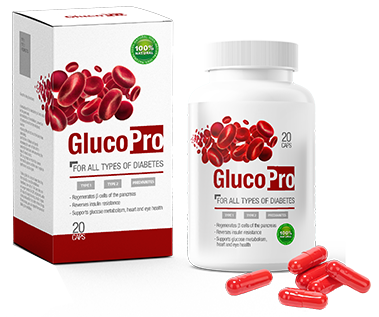 100%
NATURAL
GlucoPro
FOR ALL TYPES OF DIABETES
TYPE 1 TYPE 2 PREDIABETES
- Regenerates β cells of the pancreas
- Reverses insulin resistance
- Supports glucose metabolism, heart and eye health
20
CAPS
20
CAPS
GlucoPro
FOR ALL TYPES OF DIABETES
TYPE 1 TYPE 2 PREDIABETES
- Regenerates β cells of the pancreas
- Reverses insulin resistance
- Supports glucose metabolism,
heart and eye health
100%
NATURAL